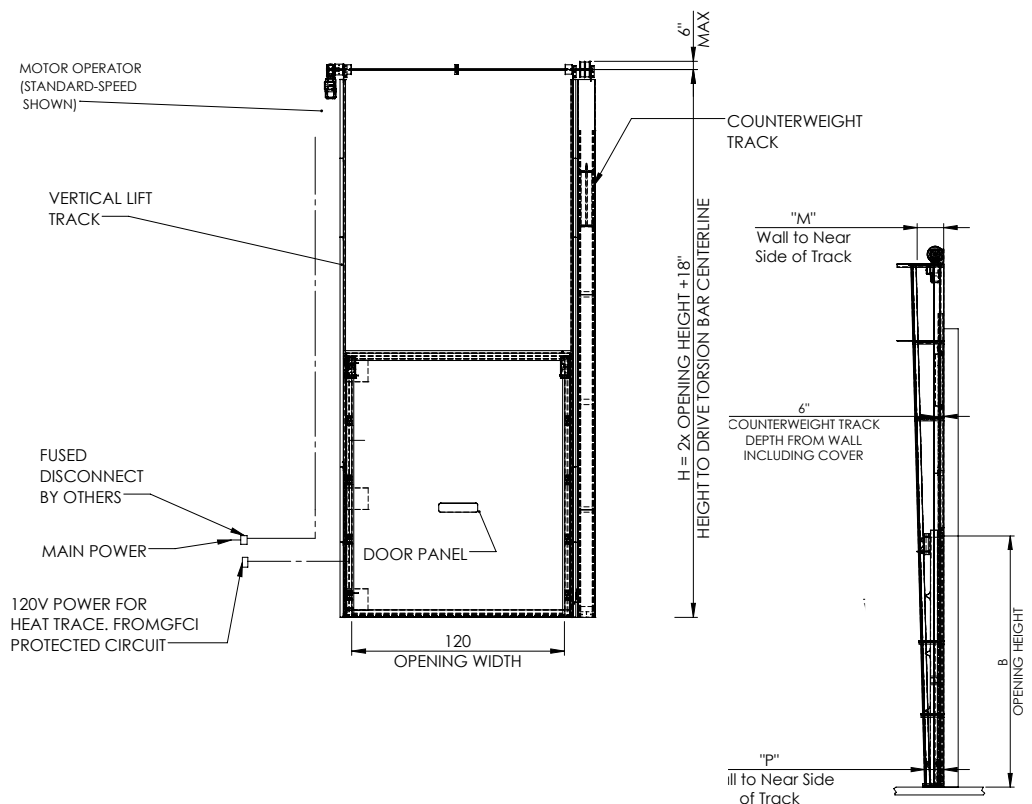 6"
MAX
MOTOR OPERATOR
(STANDARD-SPEED
SHOWN)
COUNTERWEIGHT
TRACK
VERTICAL LIFT
TRACK
"M"
Wall to Near
Side of Track
H = 2x OPENING HEIGHT +18"
HEIGHT TO DRIVE TORSION BAR CENTERLINE
6"
COUNTERWEIGHT TRACK
DEPTH FROM WALL
INCLUDING COVER
FUSED
DISCONNECT
BY OTHERS
MAIN POWER
DOOR PANEL
120V POWER FOR
HEAT TRACE. FROMGFCI
PROTECTED CIRCUIT
120
OPENING WIDTH
B
OPENING HEIGHT
"P"
to Near Side
of Track